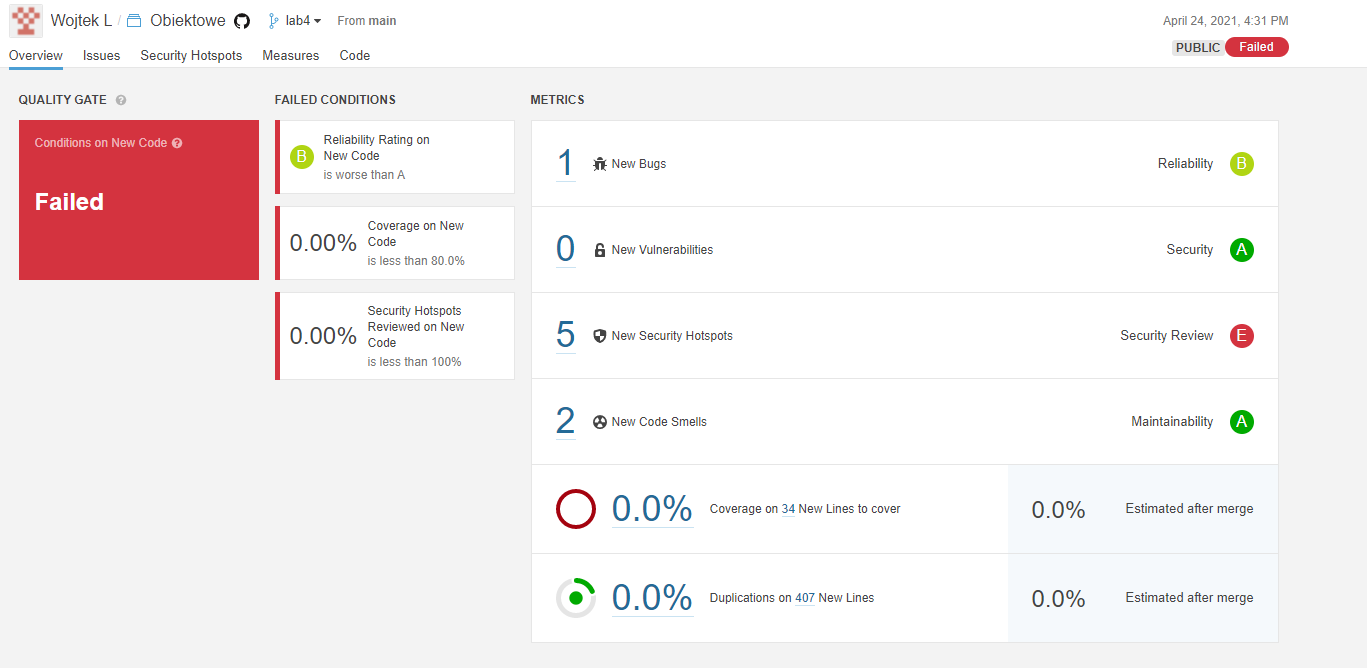 Wojtek L / Obiektowe lab4 From main
April 24, 2021, 4:31 PM
PUBLIC Failed
Overview Issues Security Hotspots Measures Code
QUALITY GATE ?
Conditions on New Code ?
Failed
FAILED CONDITIONS
B
Reliability Rating on
New Code
is worse than A
0.00%
Coverage on New
Code
is less than 80.0%
0.00%
Security Hotspots
Reviewed on New
Code
is less than 100%
METRICS
1 New Bugs Reliability B
0 New Vulnerabilities Security A
5 New Security Hotspots Security Review E
2 New Code Smells Maintainability A
0.0% Coverage on 34 New Lines to cover 0.0% Estimated after merge
0.0% Duplications on 407 New Lines 0.0% Estimated after merge